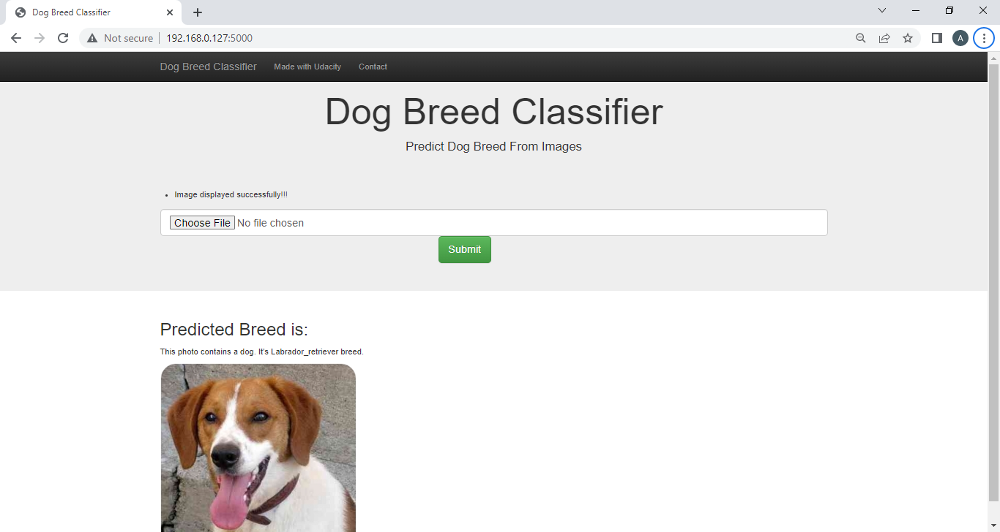 Dog Breed Classifier
Not secure 192.168.0.127:5000
A
Dog Breed Classifier Made with Udacity Contact
Dog Breed Classifier
Predict Dog Breed From Images
Image displayed successfully!!!
Choose File No file chosen
Submit
Predicted Breed is:
This photo contains a dog. It's Labrador_retriever breed.